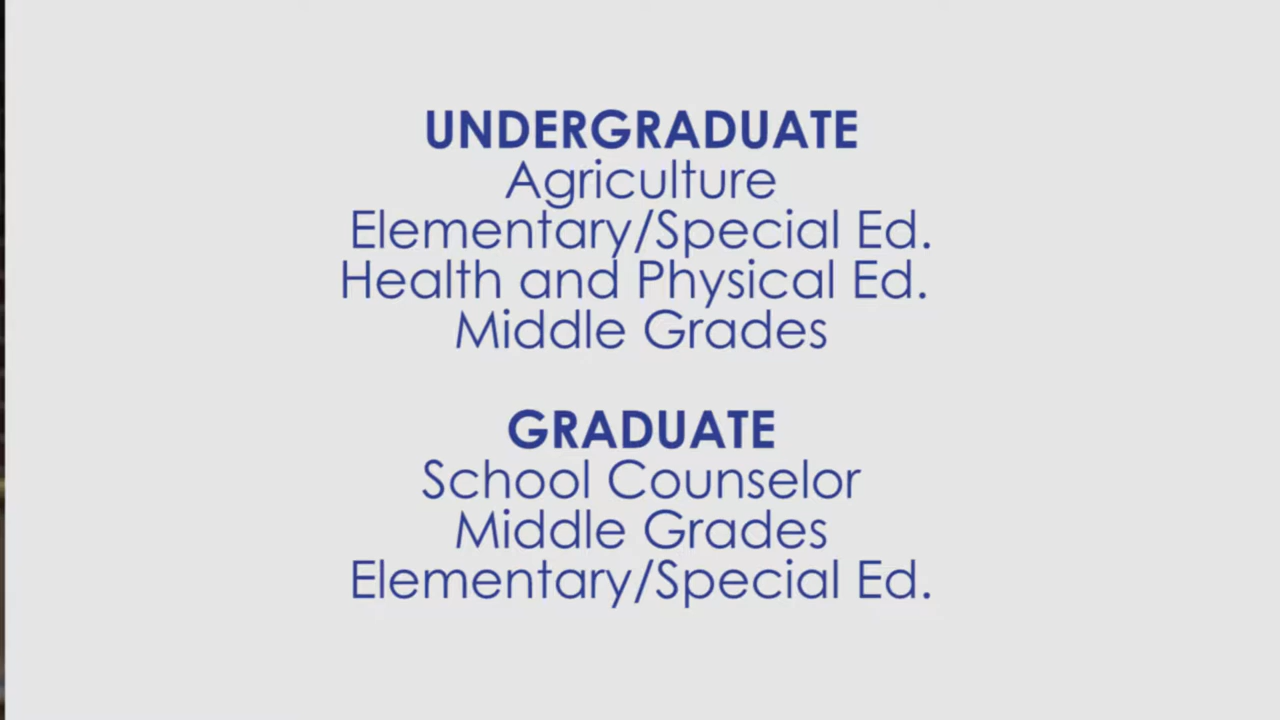 UNDERGRADUATE
Agriculture
Elementary/Special Ed.
Health and Physical Ed.
Middle Grades
GRADUATE
School Counselor
Middle Grades
Elementary/Special Ed.